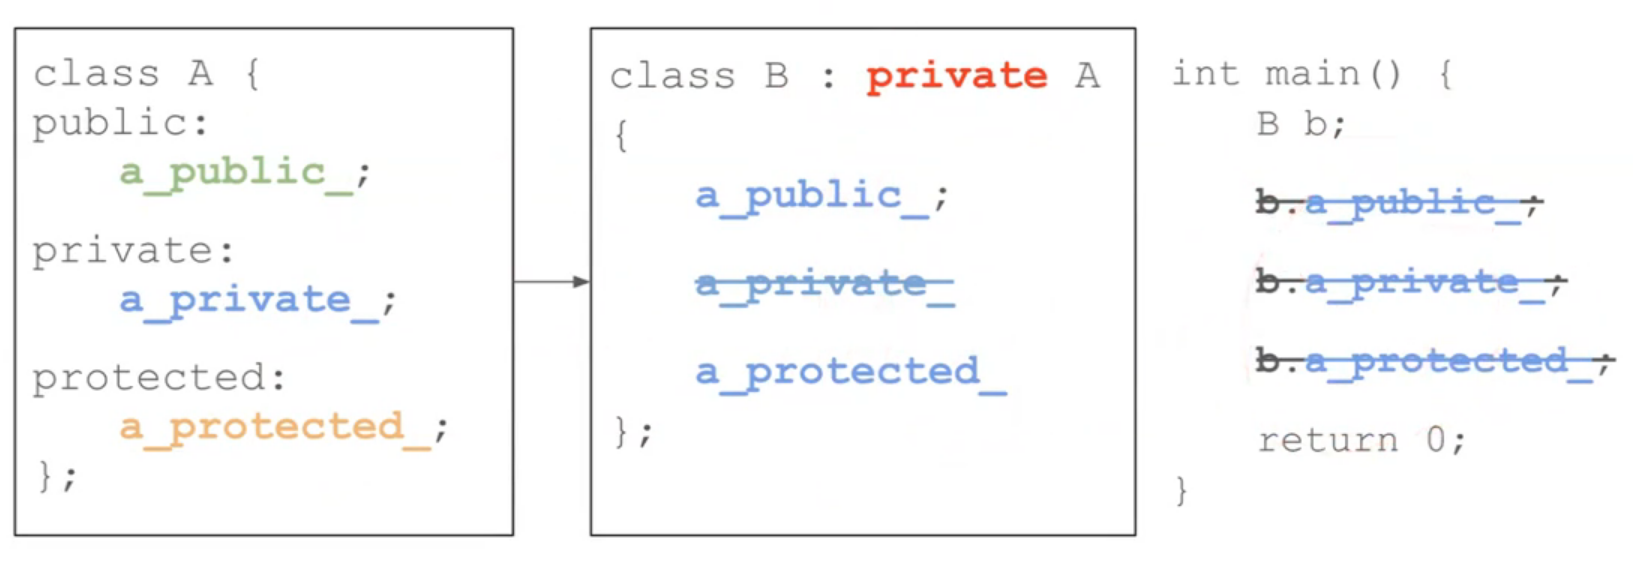 class A {
public:
a_public_;
private:
a_private_;
protected:
a_protected_;
};
class B : private A
{
a_public_;
a_private_
a_protected_
};
int main() {
B b;
b.a_public_;
b.a_private_;
b.a_protected_;
return 0;
}